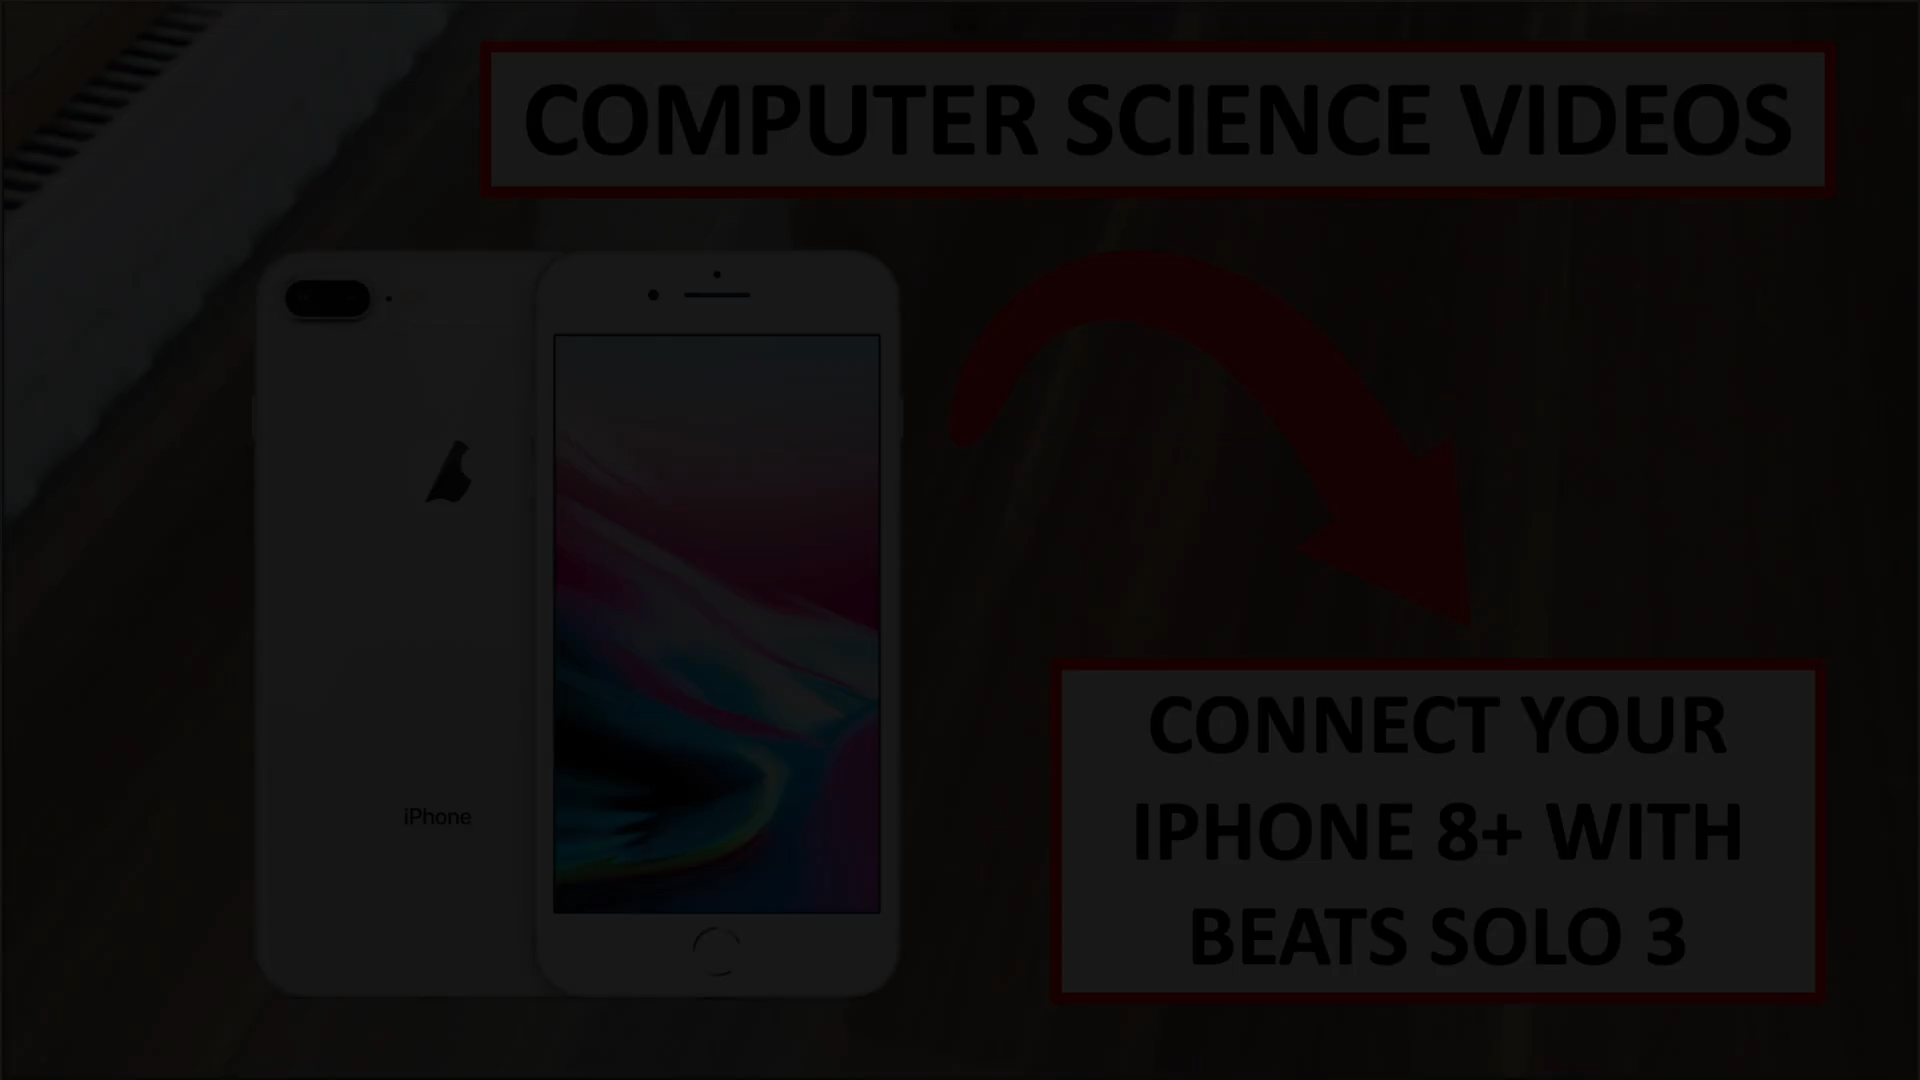 COMPUTER SCIENCE VIDEOS
iPhone
CONNECT YOUR
IPHONE 8+ WITH
BEATS SOLO 3